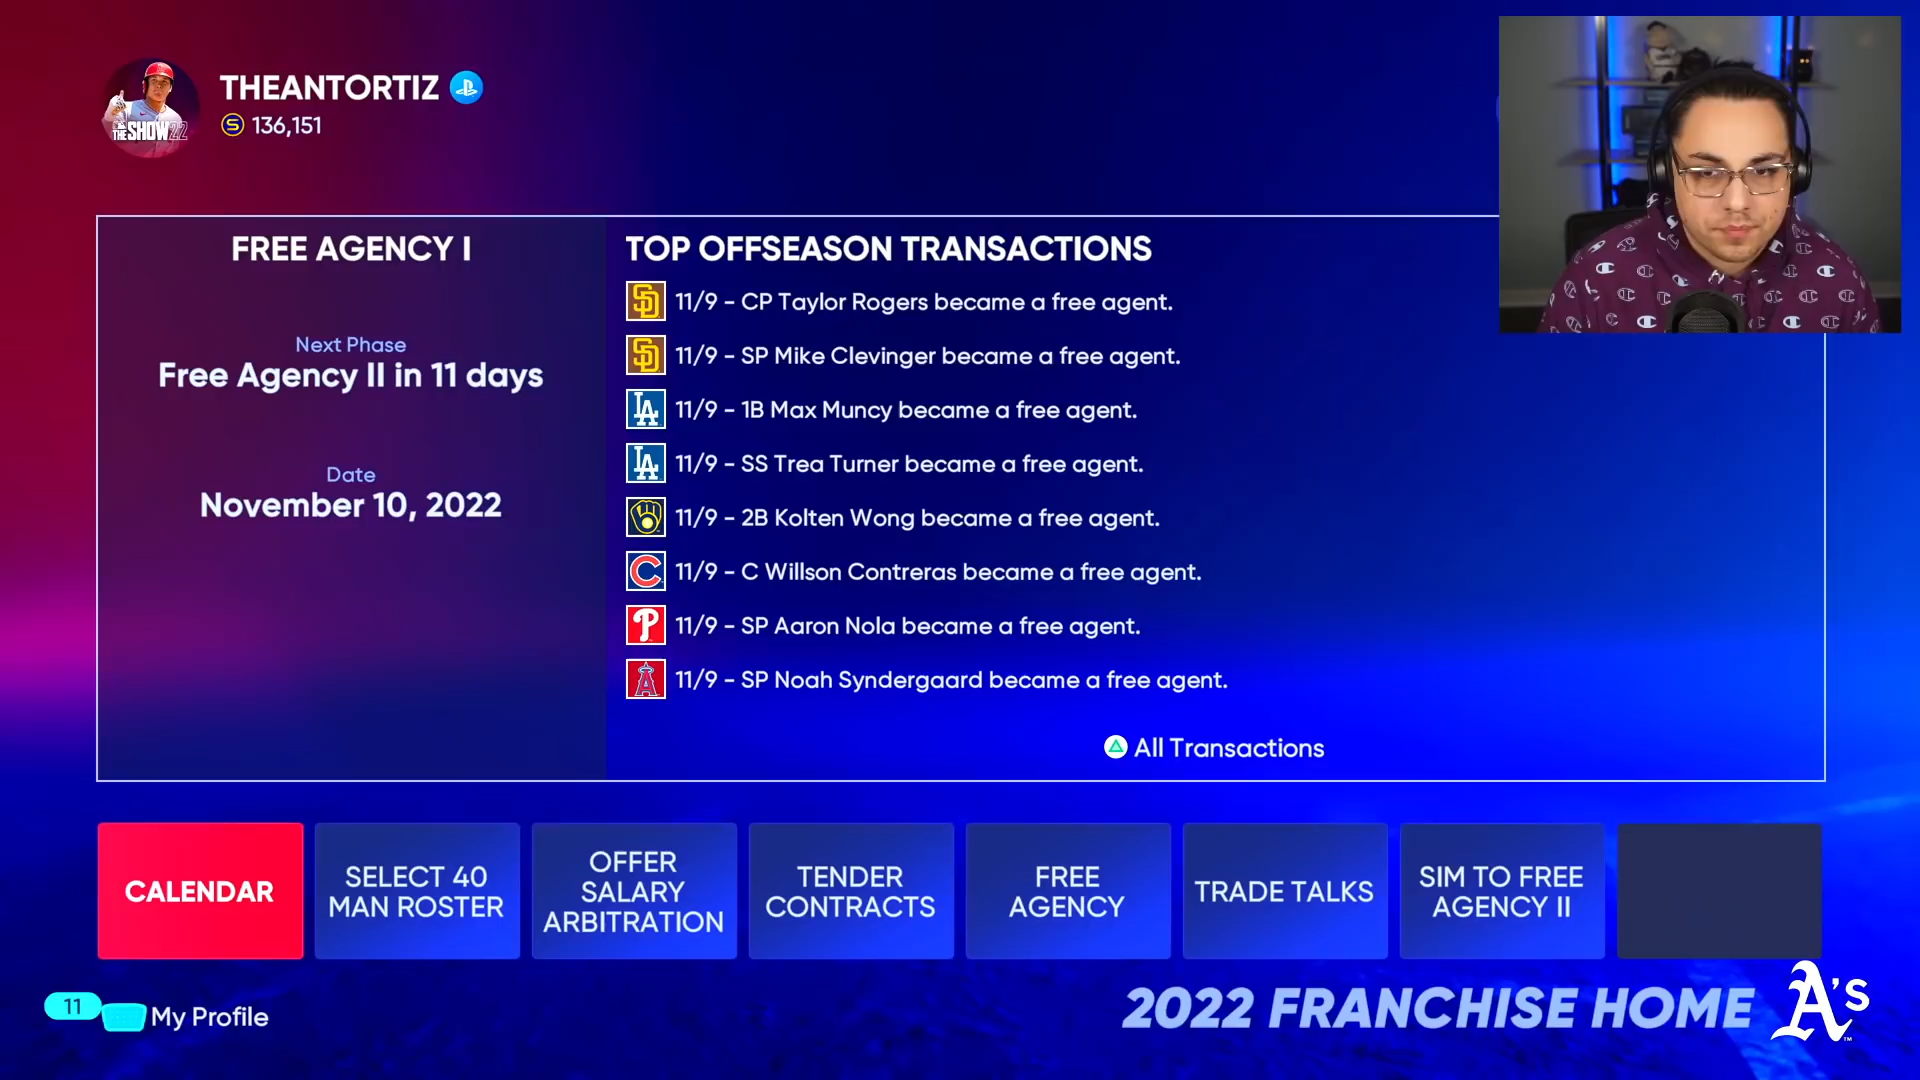 THEANTORTIZ
136,151
THE SHOW 22
FREE AGENCY I
Next Phase
Free Agency II in 11 days
Date
November 10, 2022
TOP OFFSEASON TRANSACTIONS
11/9 - CP Taylor Rogers became a free agent.
11/9 - SP Mike Clevinger became a free agent.
11/9 - 1B Max Muncy became a free agent.
11/9 - SS Trea Turner became a free agent.
11/9 - 2B Kolten Wong became a free agent.
11/9 - C Willson Contreras became a free agent.
11/9 - SP Aaron Nola became a free agent.
11/9 - SP Noah Syndergaard became a free agent.
All Transactions
CALENDAR
SELECT 40
MAN ROSTER
OFFER
SALARY
ARBITRATION
TENDER
CONTRACTS
FREE
AGENCY
TRADE TALKS
SIM TO FREE
AGENCY II
11 My Profile
2022 FRANCHISE HOME A's